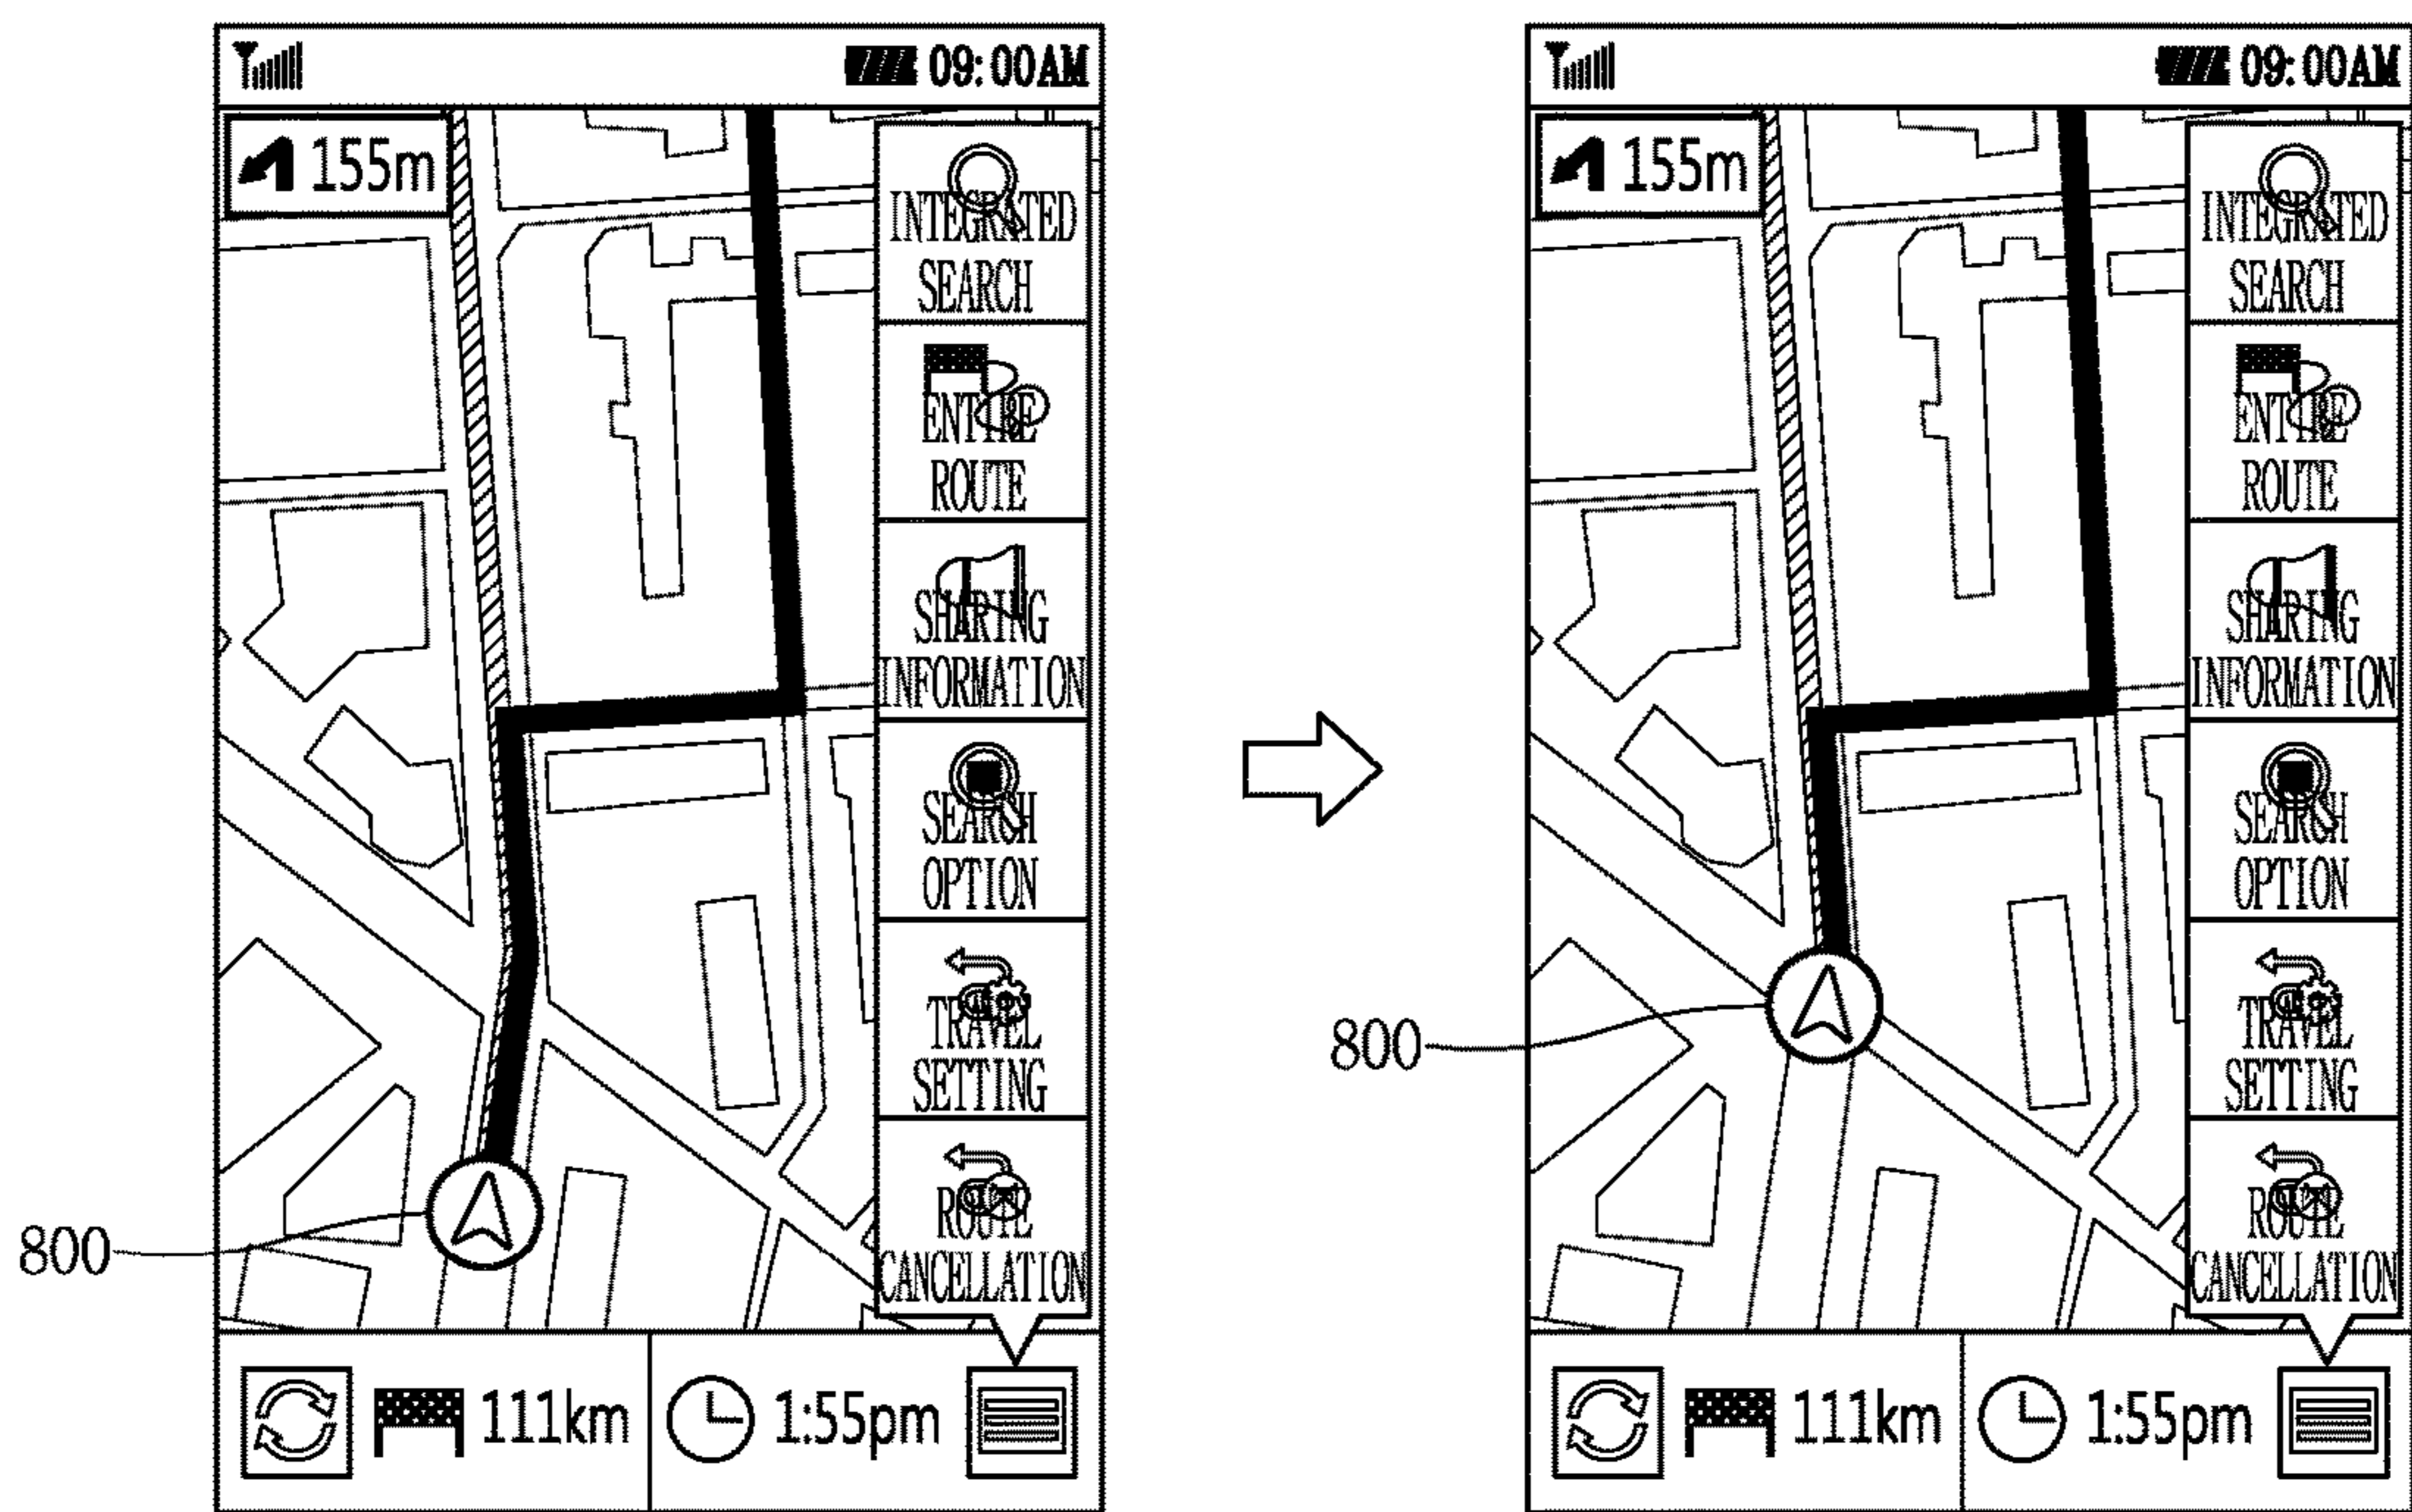 09:00AM
155m
INTEGRATED
SEARCH
ENTIRE
ROUTE
SHARING
INFORMATION
SEARCH
OPTION
TRAVEL
SETTING
ROUTE
CANCELLATION
800
111km
1:55pm
09:00AM
155m
INTEGRATED
SEARCH
ENTIRE
ROUTE
SHARING
INFORMATION
SEARCH
OPTION
TRAVEL
SETTING
ROUTE
CANCELLATION
800
111km
1:55pm